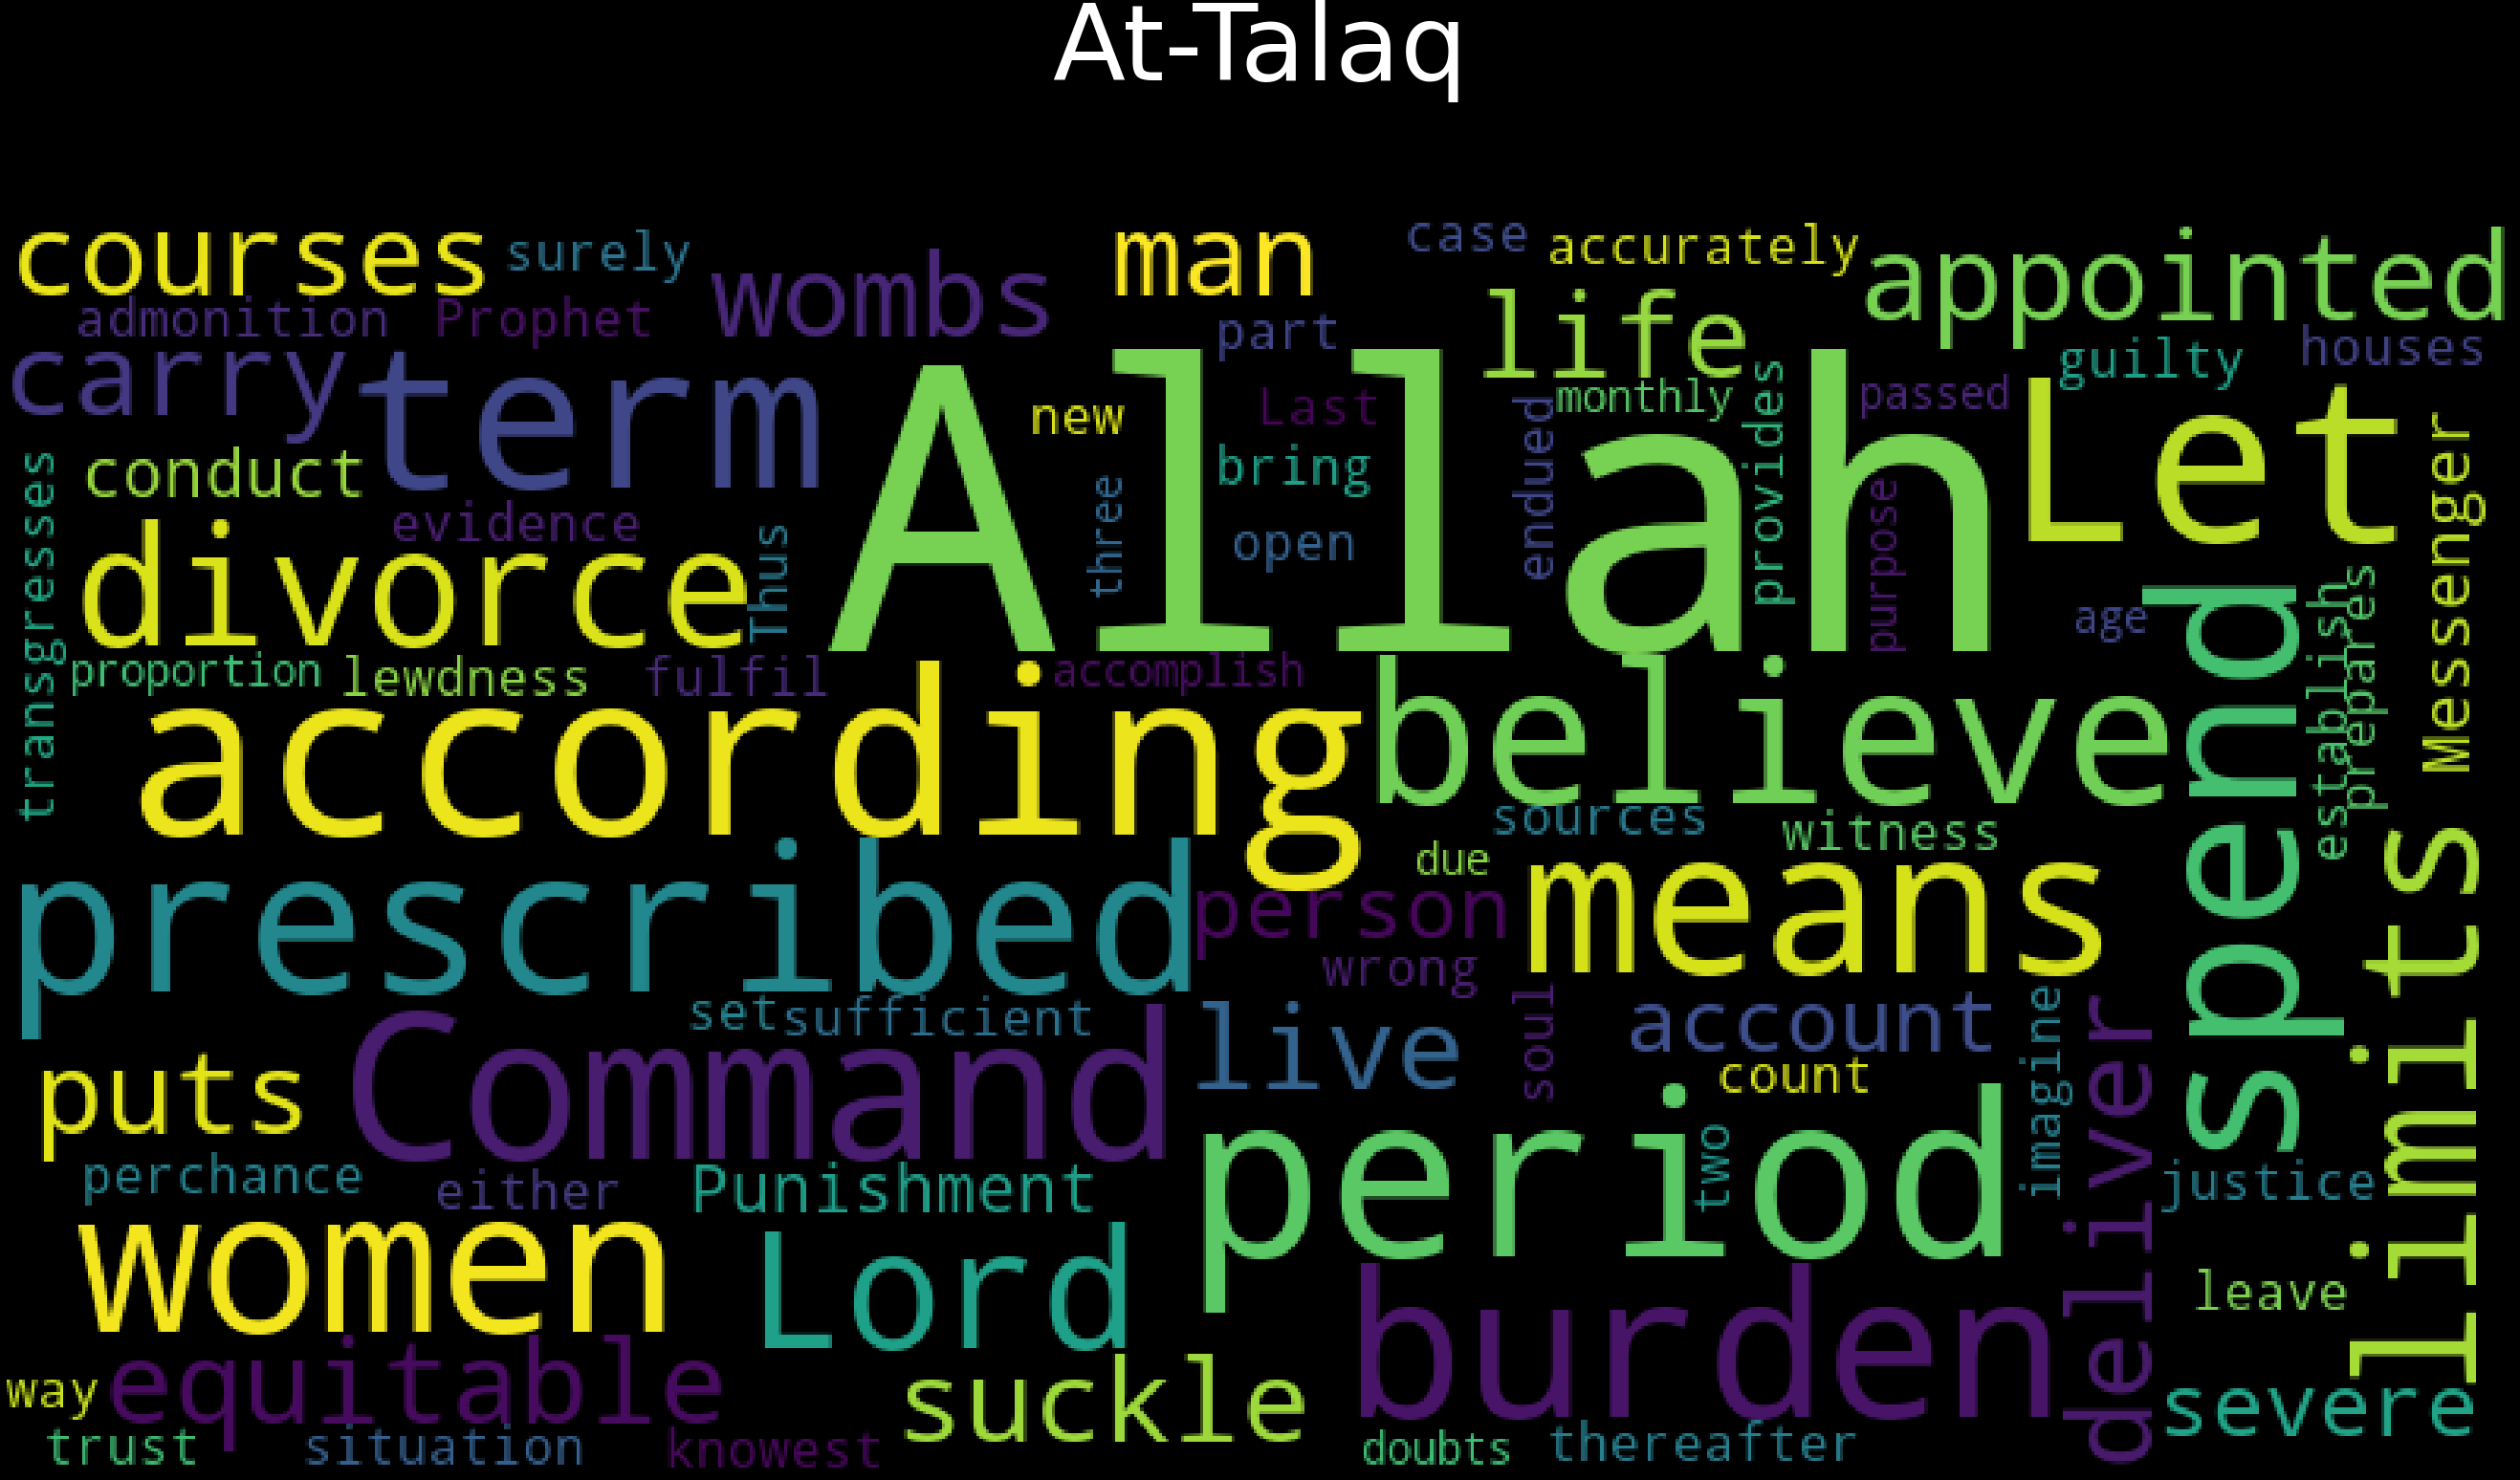 At-Talaq
courses surely wombs man case accurately appointed
admonition Prophet part life guilty houses
carry term Allah new Last monthly provides passed Let
conduct evidence three bring open endued purpose Messenger
transgresses divorce Thus age
proportion lewdness fulfil accomplish believe spend establish prepares
according sources witness
prescribed due person wrong means limits
set sufficient live soul account count imagine deliver
puts Command period two
perchance either Punishment justice
women Lord burden leave
way equitable suckle severe
trust situation knowest doubts thereafter